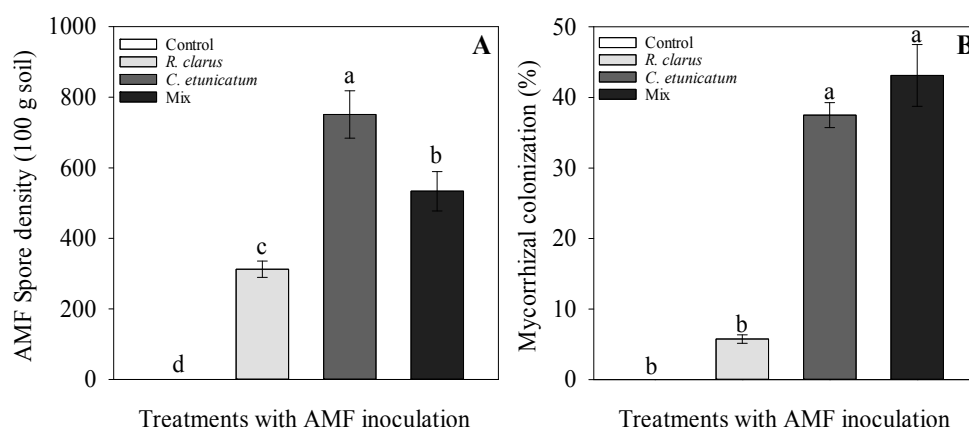 A
AMF Spore density (100 g soil)
1000
800
600
400
200
0
Control
R. clarus
C. etunicatum
Mix
d
c
a
b
Treatments with AMF inoculation
B
Mycorrhizal colonization (%)
50
40
30
20
10
0
Control
R. clarus
C. etunicatum
Mix
b
b
a
a
Treatments with AMF inoculation